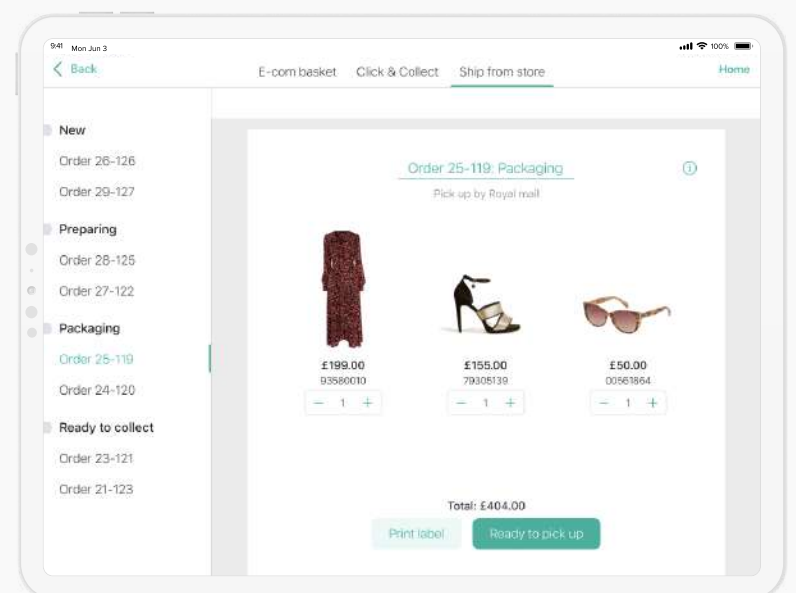 9:41 Mon Jun 3
100%
Back
E-com basket Click & Collect Ship from store
Home
New
Order 26-126
Order 29-127
Preparing
Order 28-125
Order 27-122
Packaging
Order 25-119
Order 24-120
Ready to collect
Order 23-121
Order 21-123
Order 25-119: Packaging
Pick up by Royal mail
£199.00 £155.00 £50.00
93580010 79305139 00561864
− 1 + − 1 + − 1 +
Total: £404.00
Print label Ready to pick up